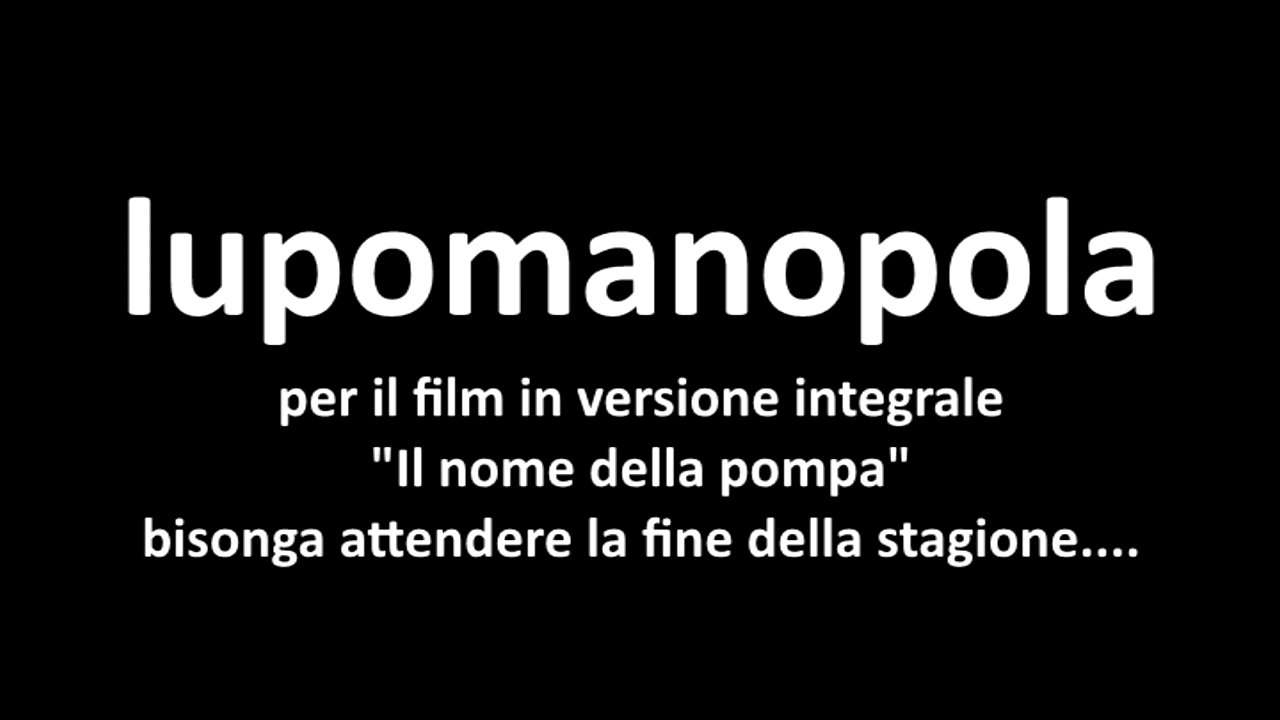 lupomanopola
per il film in versione integrale
"Il nome della pompa"
bisonga attendere la fine della stagione....